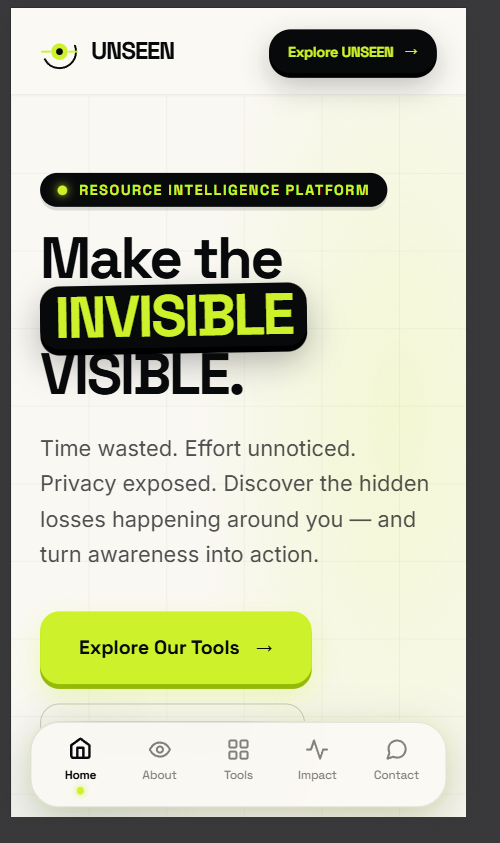 UNSEEN
Explore UNSEEN →
RESOURCE INTELLIGENCE PLATFORM
Make the
INVISIBLE
VISIBLE.
Time wasted. Effort unnoticed.
Privacy exposed. Discover the hidden
losses happening around you — and
turn awareness into action.
Explore Our Tools →
Home About Tools Impact Contact